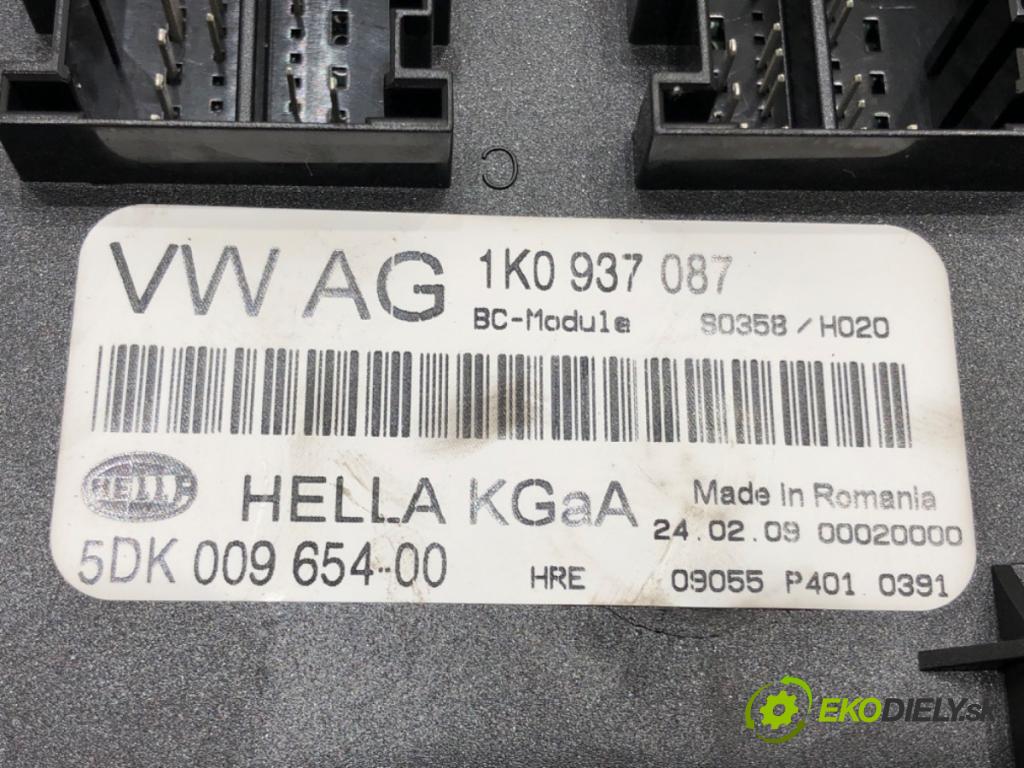 C
VW AG 1K0 937 087
BC-Module S0358 / H020
HELLA HELLA KGaA Made in Romania
24.02.09 00020000
5DK 009 654-00 HRE 09055 P401 0391
EKODIELY.sk